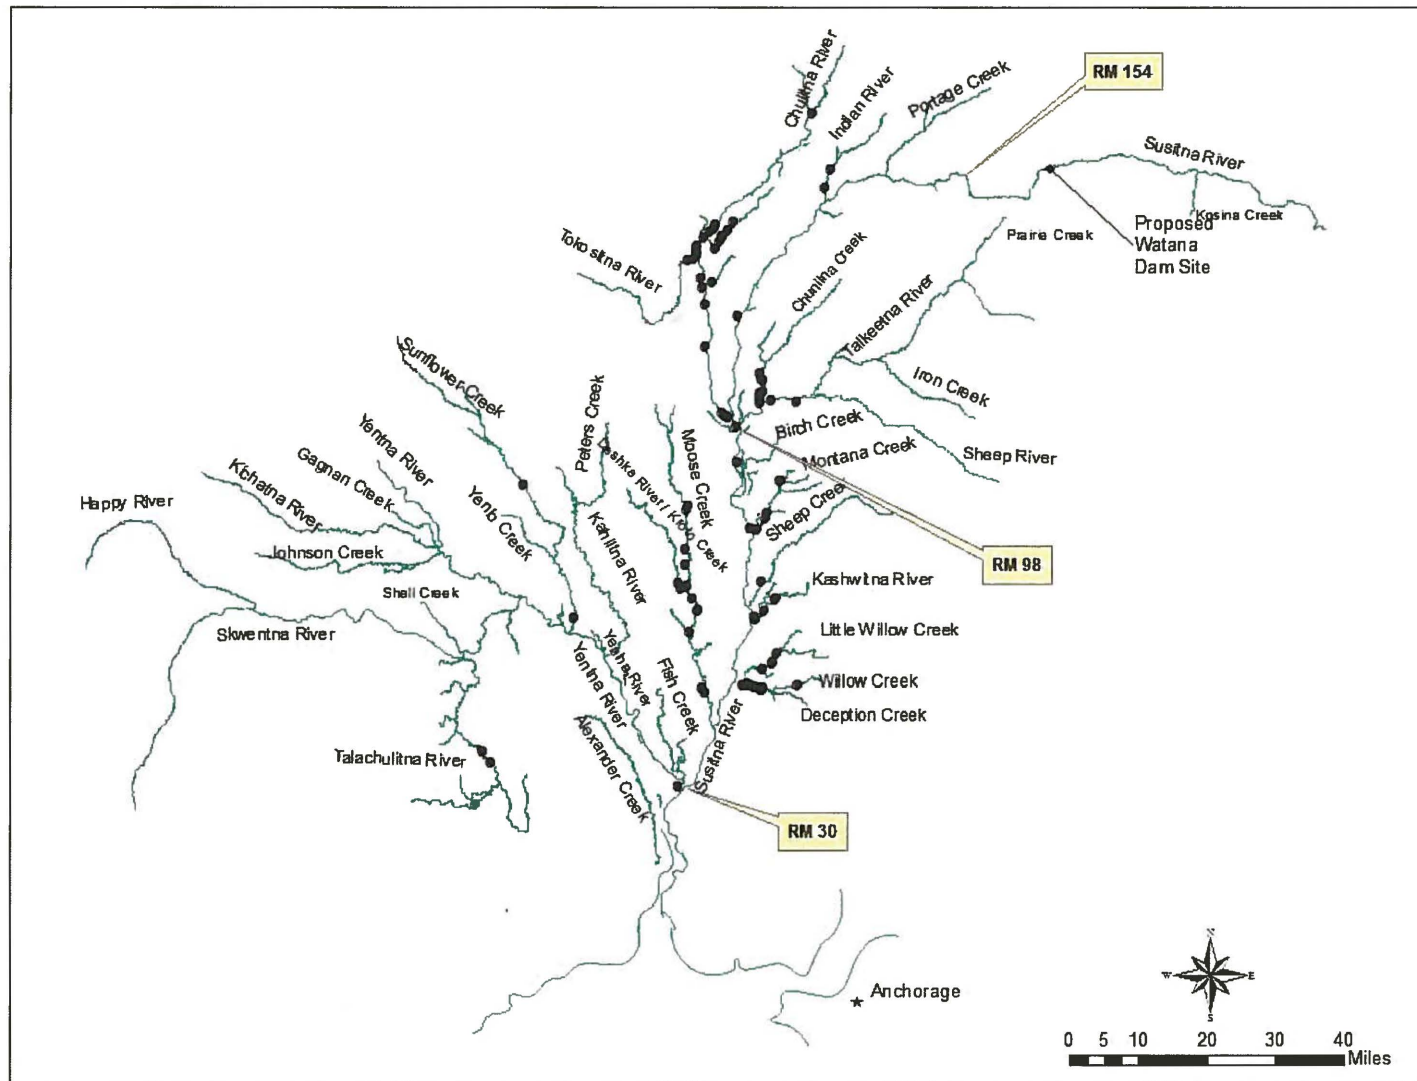 Chulitna River
Indian River
Portage Creek
RM 154
Susitna River
Kosina Creek
Proposed
Watana
Dam Site
Prairie Creek
Tokositna River
Chunilna Creek
Talkeetna River
Iron Creek
Sunflower Creek
Birch Creek
Montana Creek
Sheep River
Peters Creek
Moose Creek
Yentna River
Gagnan Creek
Kichatna River
Deshka River / Kroto Creek
Sheep Creek
Happy River
Yenlo Creek
Kahiltna River
RM 98
Johnson Creek
Kashwitna River
Shell Creek
Little Willow Creek
Skwentna River
Yentna River
Fish Creek
Willow Creek
Deception Creek
Susitna River
Talachulitna River
Alexander Creek
RM 30
Anchorage
N
W
E
S
0 5 10 20 30 40
Miles